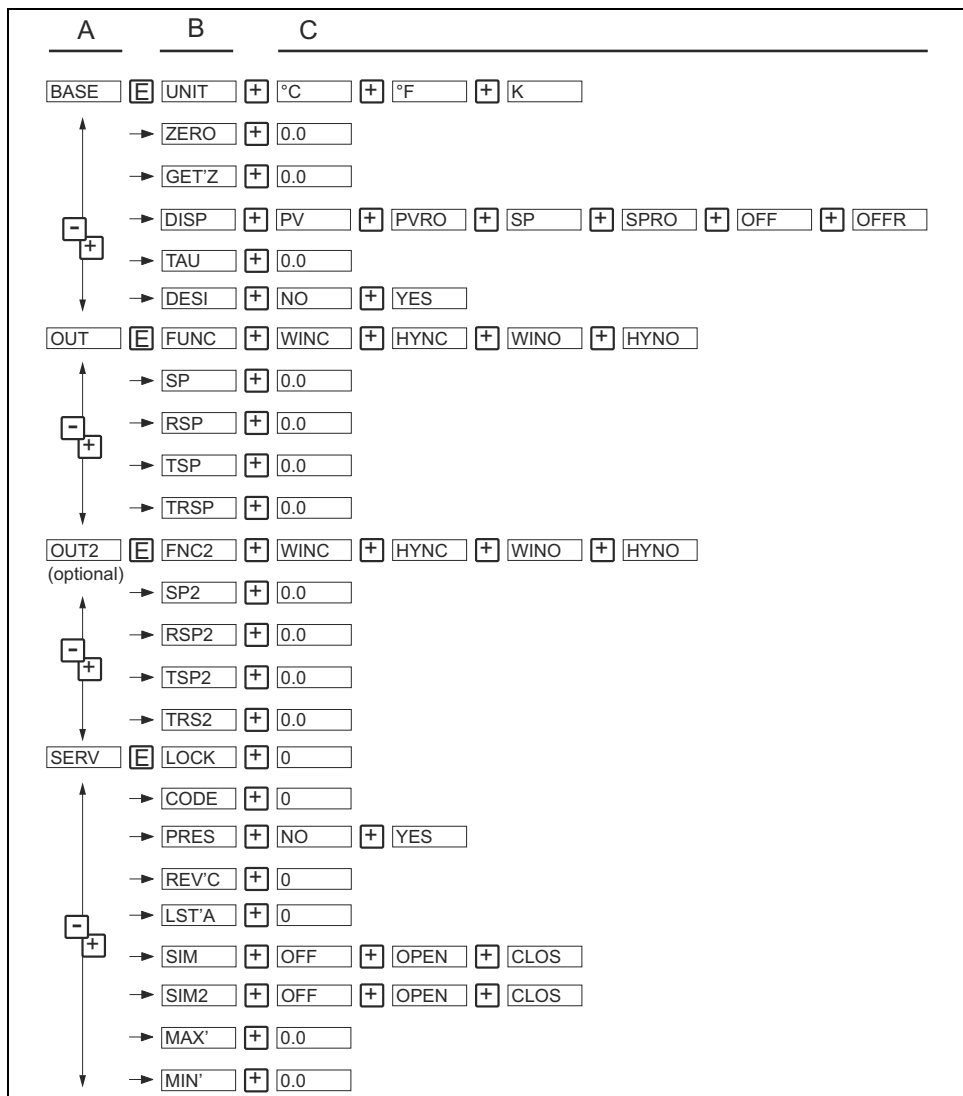 A B C
BASE E UNIT + °C + °F + K
ZERO + 0.0
GET'Z + 0.0
DISP + PV + PVRO + SP + SPRO + OFF + OFFR
- +
TAU + 0.0
DESI + NO + YES
OUT E FUNC + WINC + HYNC + WINO + HYNO
SP + 0.0
RSP + 0.0
- +
TSP + 0.0
TRSP + 0.0
OUT2 E FNC2 + WINC + HYNC + WINO + HYNO
(optional)
SP2 + 0.0
RSP2 + 0.0
- +
TSP2 + 0.0
TRS2 + 0.0
SERV E LOCK + 0
CODE + 0
PRES + NO + YES
REV'C + 0
LST'A + 0
- +
SIM + OFF + OPEN + CLOS
SIM2 + OFF + OPEN + CLOS
MAX' + 0.0
MIN' + 0.0